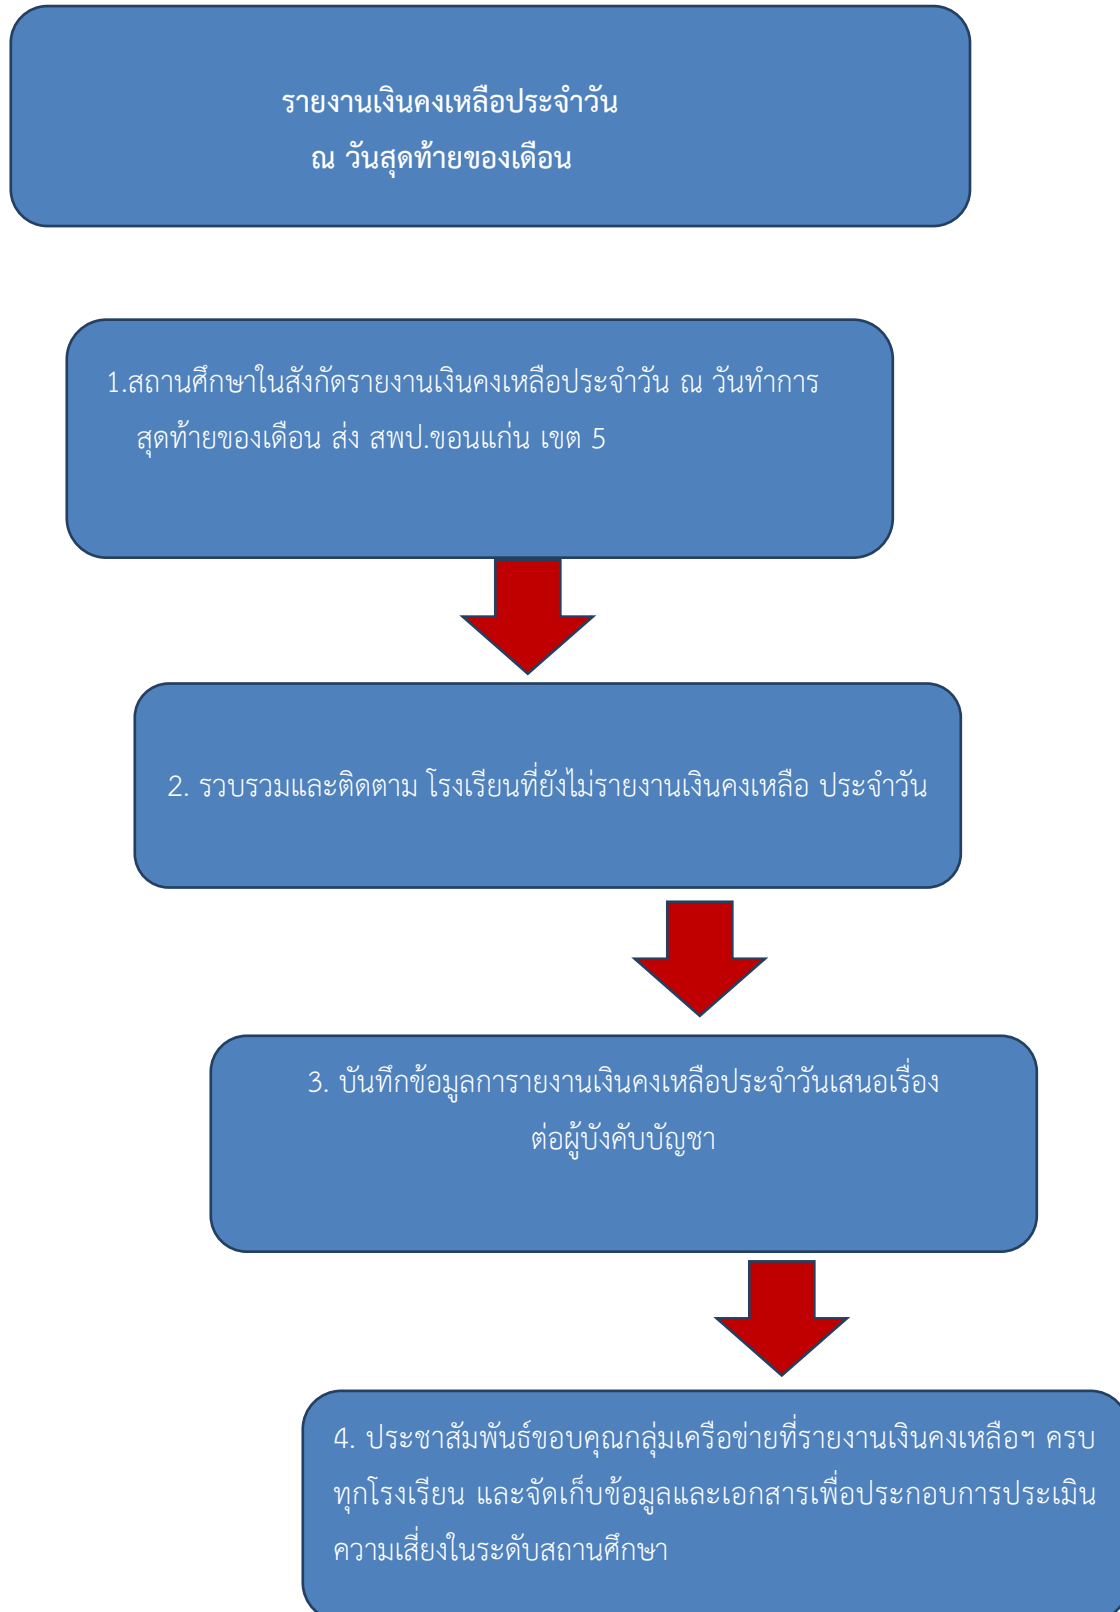 รายงานเงินคงเหลือประจำวัน
ณ วันสุดท้ายของเดือน
1.สถานศึกษาในสังกัดรายงานเงินคงเหลือประจำวัน ณ วันทำการ
สุดท้ายของเดือน ส่ง สพป.ขอนแก่น เขต 5
2. รวบรวมและติดตาม โรงเรียนที่ยังไม่รายงานเงินคงเหลือ ประจำวัน
3. บันทึกข้อมูลการายงานเงินคงเหลือประจำวันเสนอเรื่อง
ต่อผู้บังคับบัญชา
4. ประชาสัมพันธ์ขอบคุณกลุ่มเครือข่ายที่รายงานเงินคงเหลือฯ ครบ
ทุกโรงเรียน และจัดเก็บข้อมูลและเอกสารเพื่อประกอบการประเมิน
ความเสี่ยงในระดับสถานศึกษา